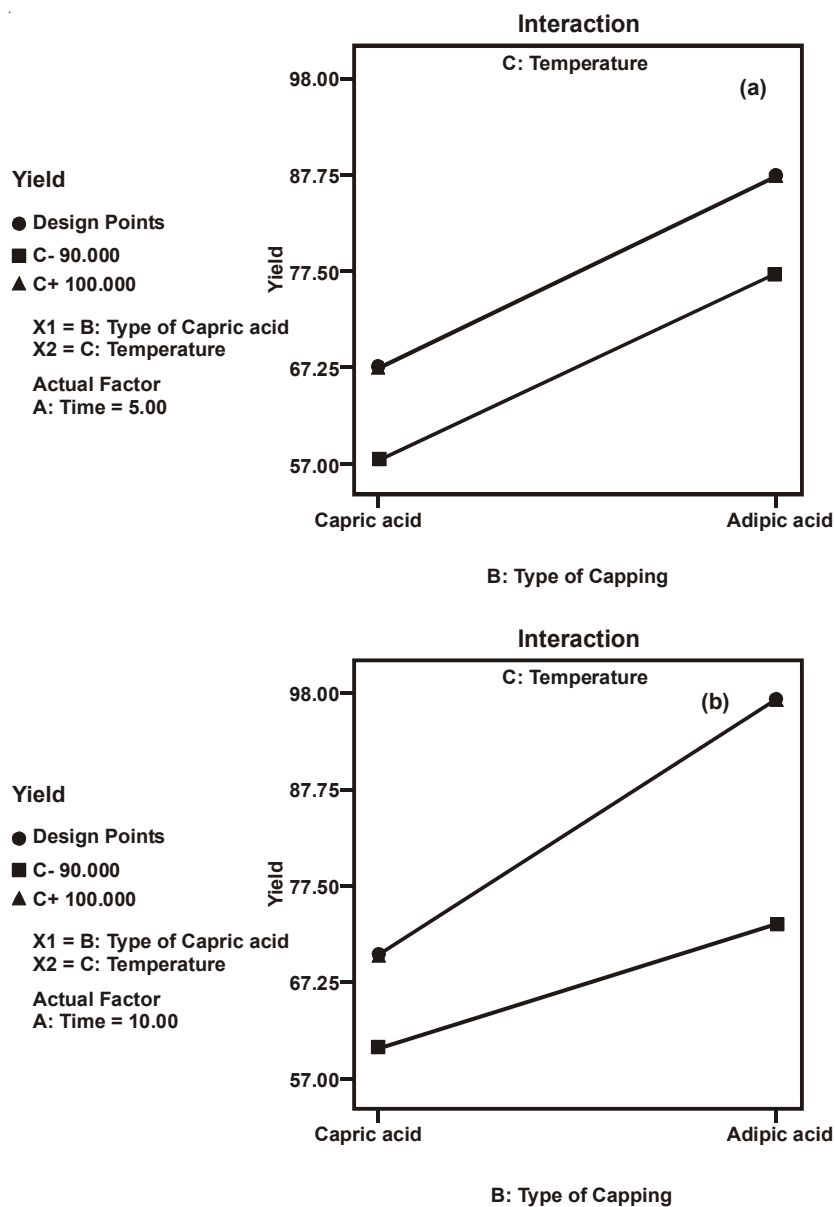 Interaction
C: Temperature
(a)
98.00
87.75
77.50
67.25
57.00
Yield
Yield
Design Points
C- 90.000
C+ 100.000
X1 = B: Type of Capric acid
X2 = C: Temperature
Actual Factor
A: Time = 5.00
Capric acid
Adipic acid
B: Type of Capping
Interaction
C: Temperature
(b)
98.00
87.75
77.50
67.25
57.00
Yield
Yield
Design Points
C- 90.000
C+ 100.000
X1 = B: Type of Capric acid
X2 = C: Temperature
Actual Factor
A: Time = 10.00
Capric acid
Adipic acid
B: Type of Capping